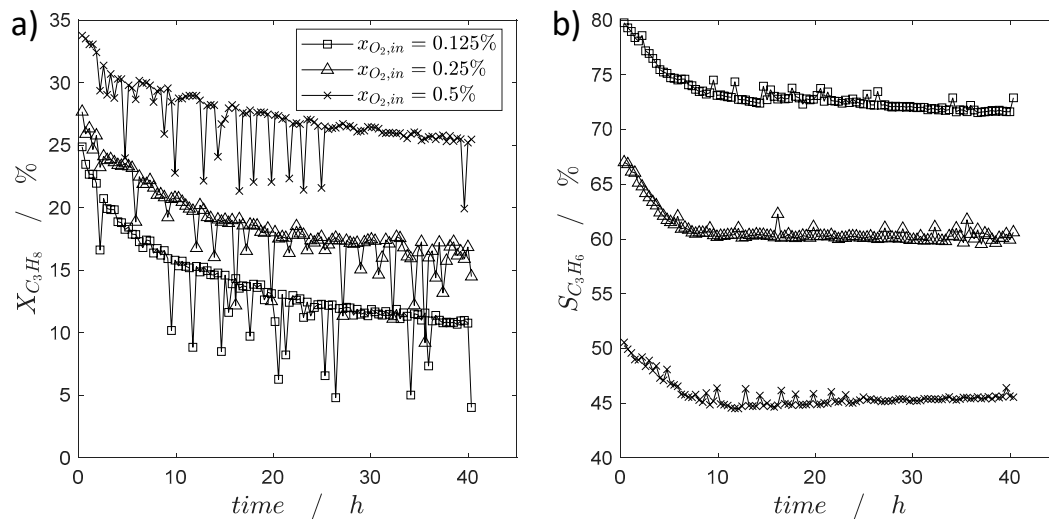 a)
35
30
25
20
15
10
5
0
X_{C_3H_8} / %
0 10 20 30 40
time / h
x_{O_2,in} = 0.125%
x_{O_2,in} = 0.25%
x_{O_2,in} = 0.5%
b)
80
75
70
65
60
55
50
45
40
S_{C_3H_6} / %
0 10 20 30 40
time / h